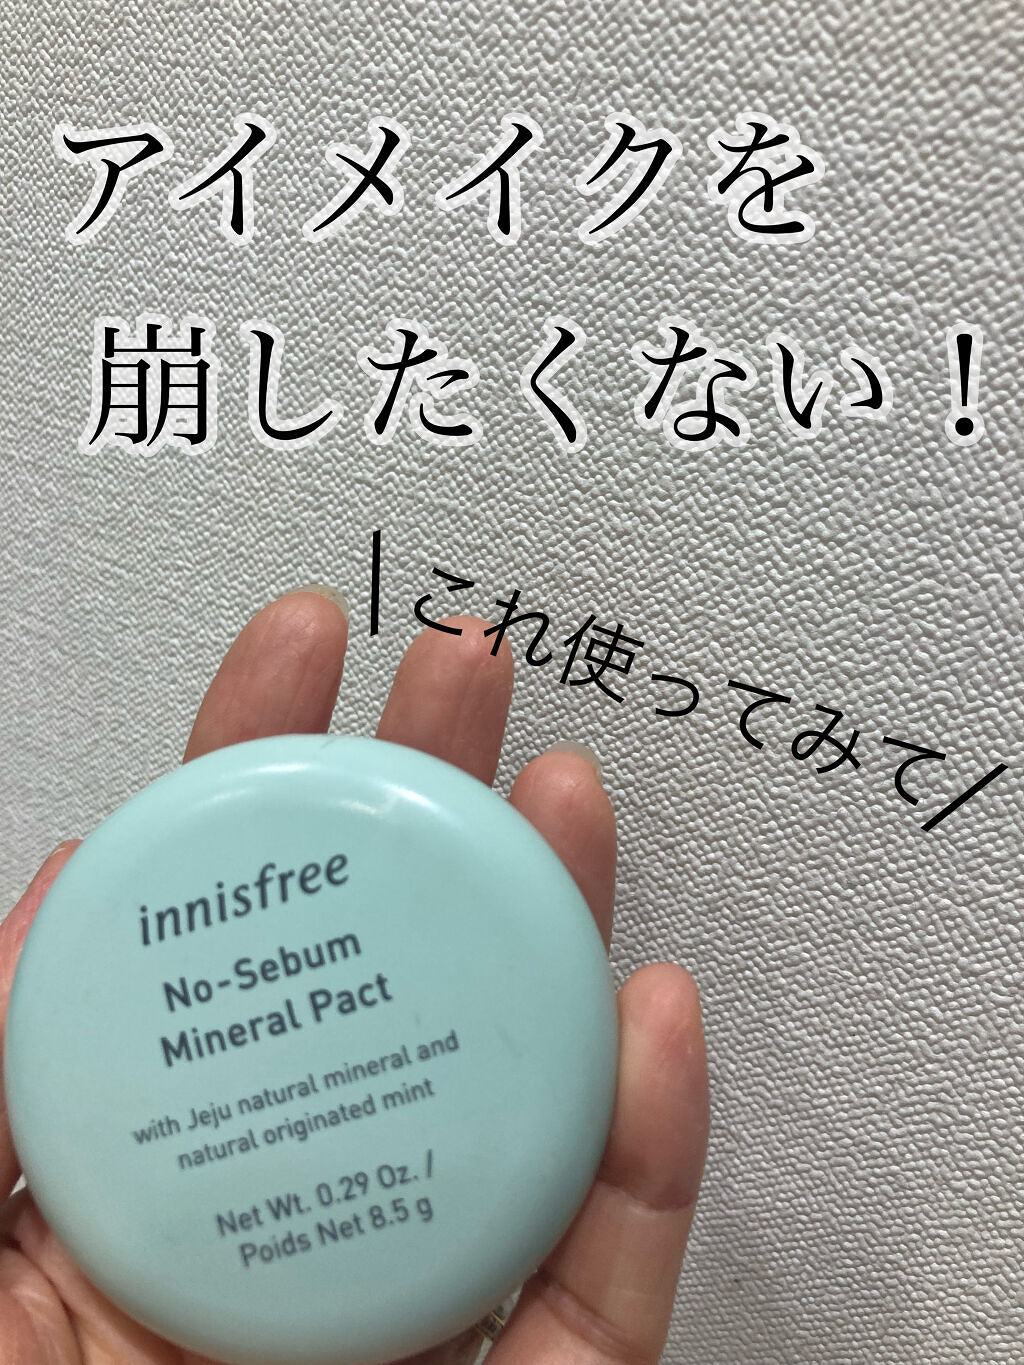 アイメイクを
崩したくない！
\これ使ってみて/
innisfree
No-Sebum
Mineral Pact
with Jeju natural mineral and
natural originated mint
Net Wt. 0.29 Oz. /
Poids Net 8.5 g